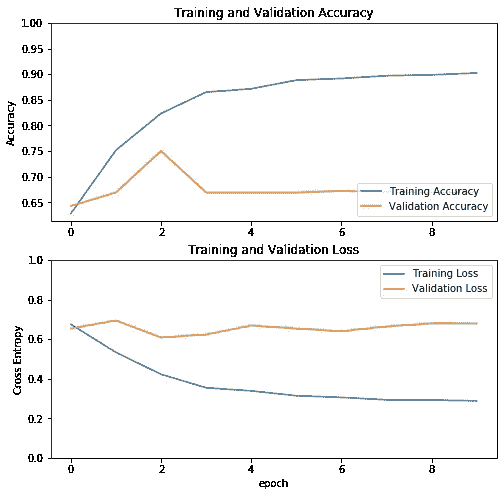 Training and Validation Accuracy
1.00
0.95
0.90
0.85
0.80
0.75
0.70
0.65
Accuracy
Training Accuracy
Validation Accuracy
0 2 4 6 8
Training and Validation Loss
1.0
0.8
0.6
0.4
0.2
0.0
Cross Entropy
Training Loss
Validation Loss
0 2 4 6 8
epoch